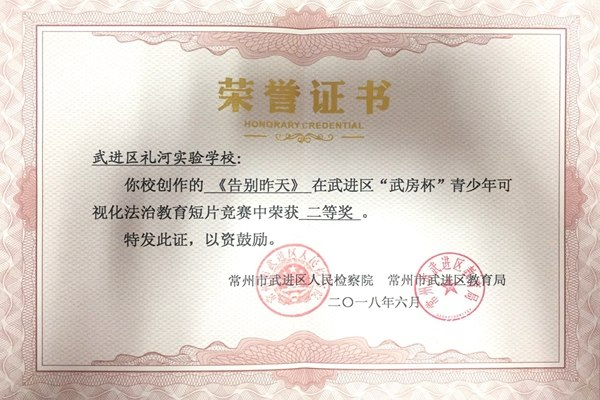 荣誉证书
HONORARY CREDENTIAL
武进区礼河实验学校:
你校创作的《告别昨天》在武进区“武房杯”青少年可
视化法治教育短片竞赛中荣获 二等奖 。
特发此证，以资鼓励。
常州市武进区人民检察院 常州市武进区教育局
二〇一八年六月